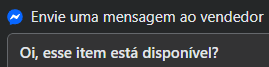 Envie uma mensagem ao vendedor
Oi, esse item está disponível?